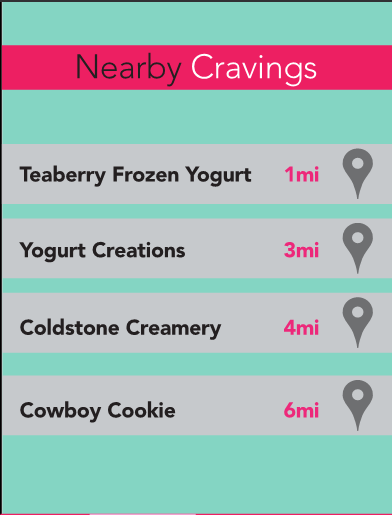 Nearby Cravings
Teaberry Frozen Yogurt 1mi
Yogurt Creations 3mi
Coldstone Creamery 4mi
Cowboy Cookie 6mi